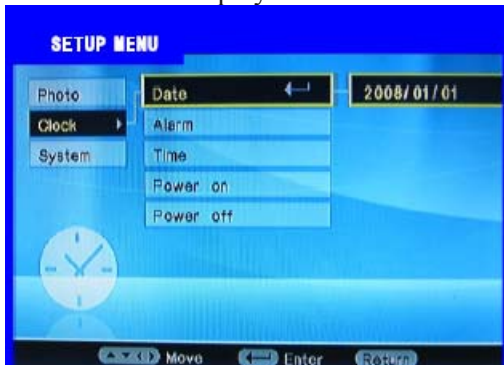 SETUP MENU
Photo
Clock
System
Date
Alarm
Time
Power on
Power off
2008/01/01
Move Enter Return